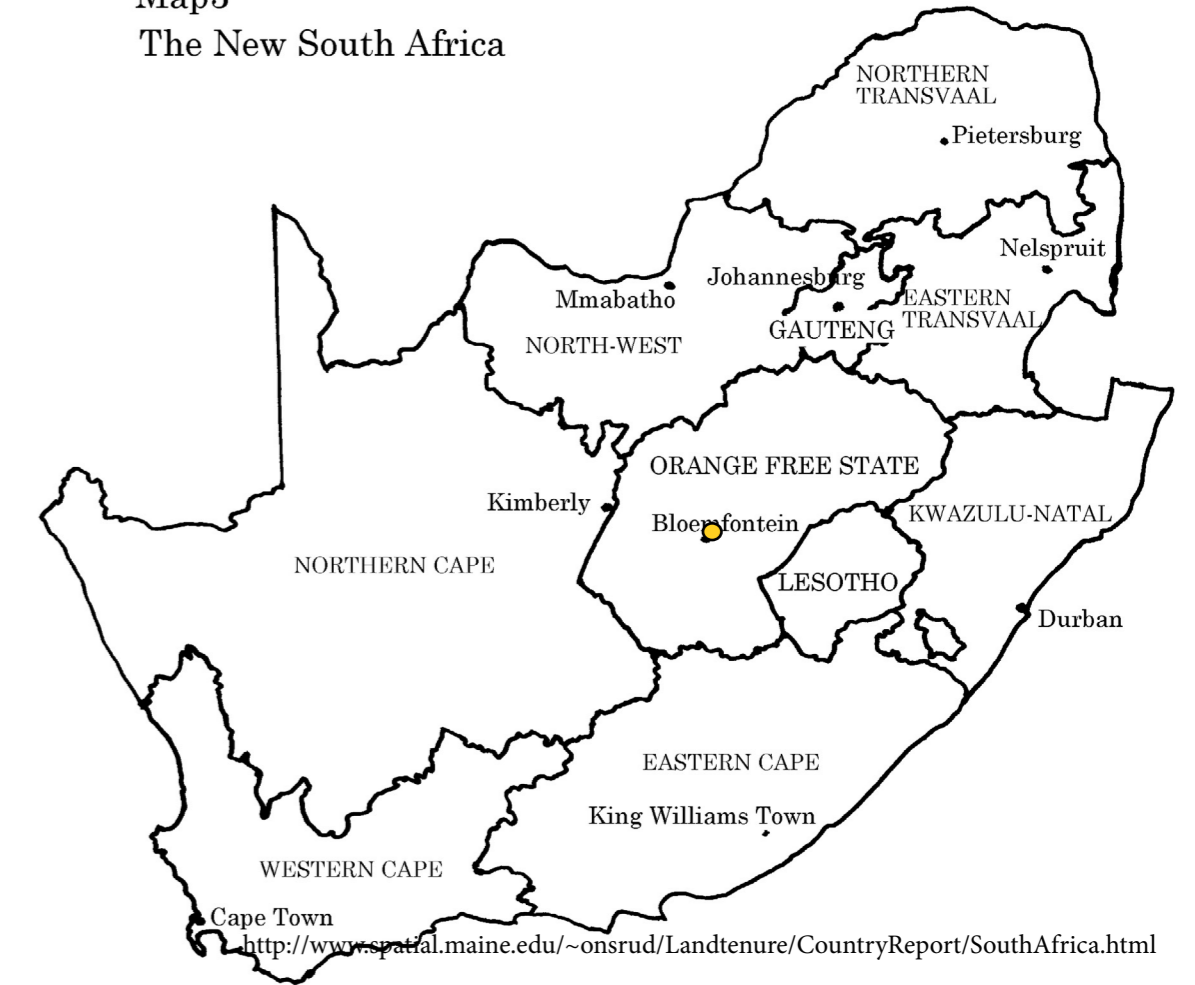 Map3
The New South Africa
NORTHERN
TRANSVAAL
Pietersburg
Nelspruit
Johannesburg
Mmabatho
EASTERN
TRANSVAAL
GAUTENG
NORTH-WEST
ORANGE FREE STATE
Kimberly
KWAZULU-NATAL
Bloemfontein
NORTHERN CAPE
LESOTHO
Durban
EASTERN CAPE
King Williams Town
WESTERN CAPE
Cape Town
http://www.spatial.maine.edu/~onsrud/Landtenure/CountryReport/SouthAfrica.html